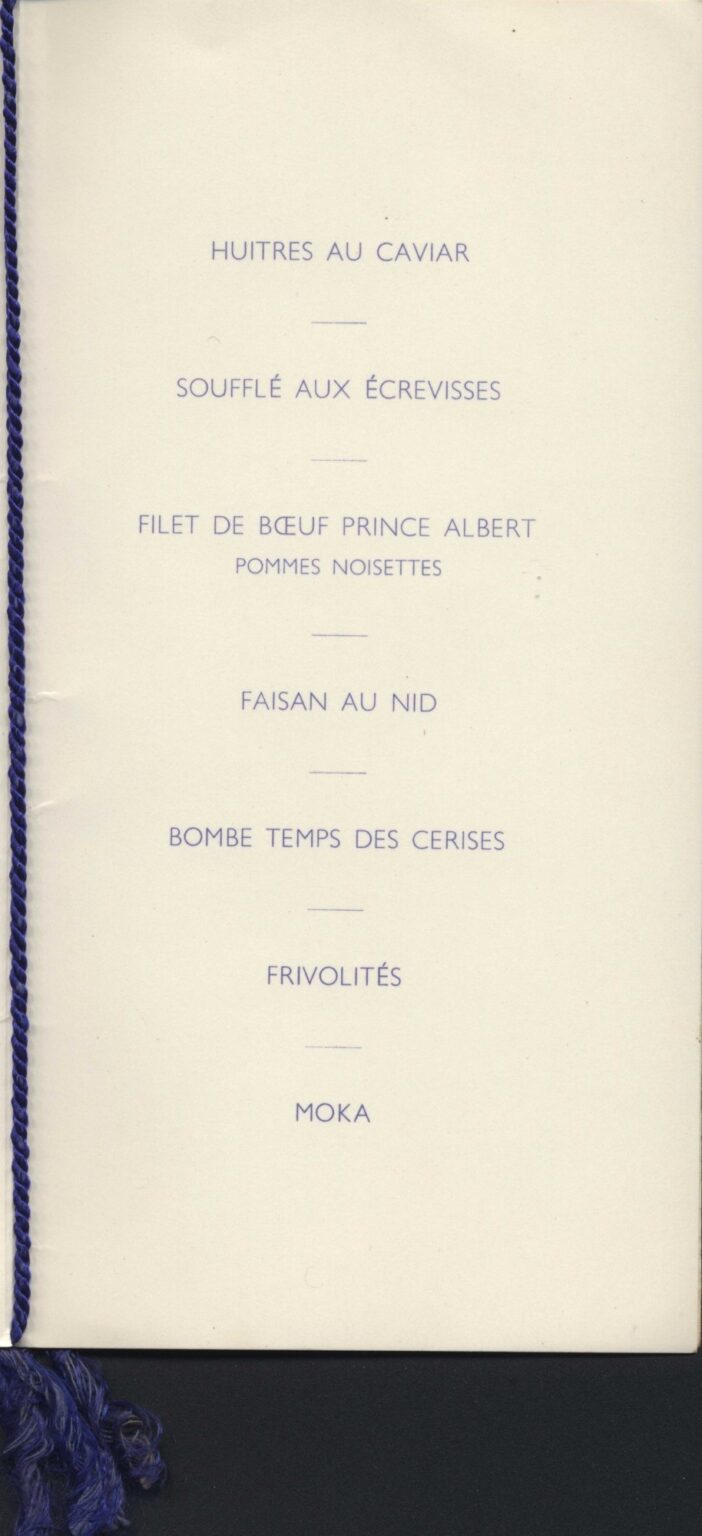 HUITRES AU CAVIAR
SOUFFLÉ AUX ÉCREVISSES
FILET DE BŒUF PRINCE ALBERT
POMMES NOISETTES
FAISAN AU NID
BOMBE TEMPS DES CERISES
FRIVOLITÉS
MOKA